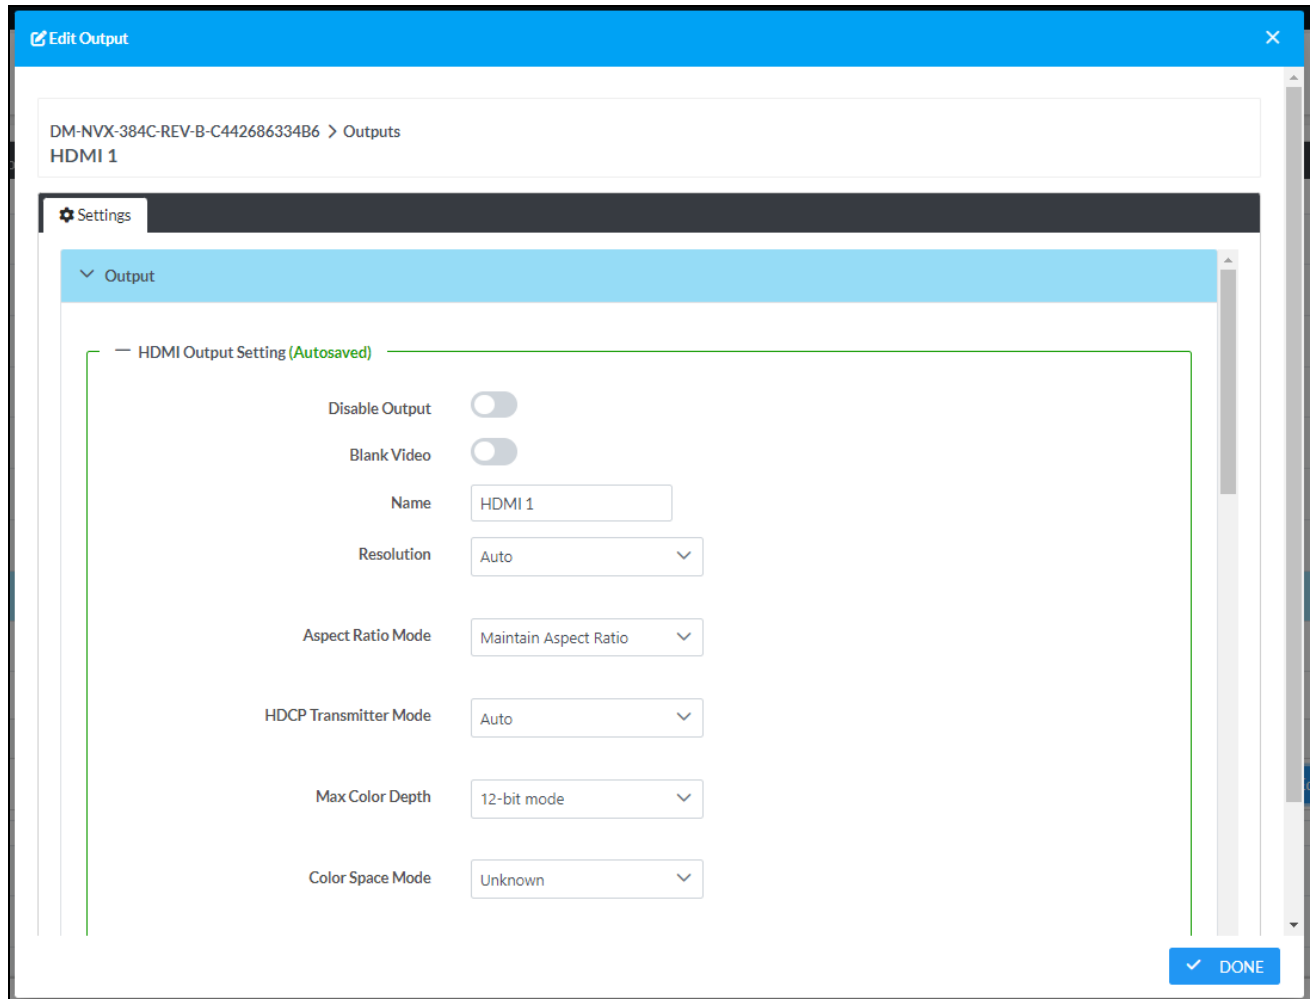 Edit Output
DM-NVX-384C-REV-B-C442686334B6 > Outputs
HDMI 1
Settings
Output
HDMI Output Setting (Autosaved)
Disable Output
Blank Video
Name HDMI 1
Resolution Auto
Aspect Ratio Mode Maintain Aspect Ratio
HDCP Transmitter Mode Auto
Max Color Depth 12-bit mode
Color Space Mode Unknown
DONE